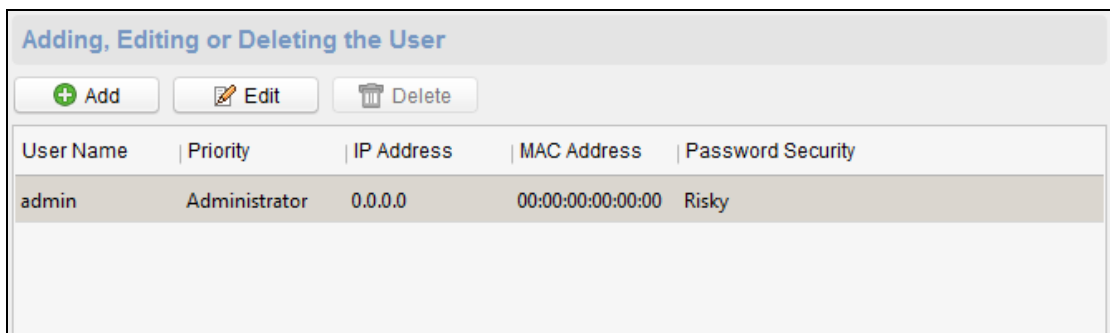 Adding, Editing or Deleting the User
Add Edit Delete
User Name Priority IP Address MAC Address Password Security
admin Administrator 0.0.0.0 00:00:00:00:00:00 Risky